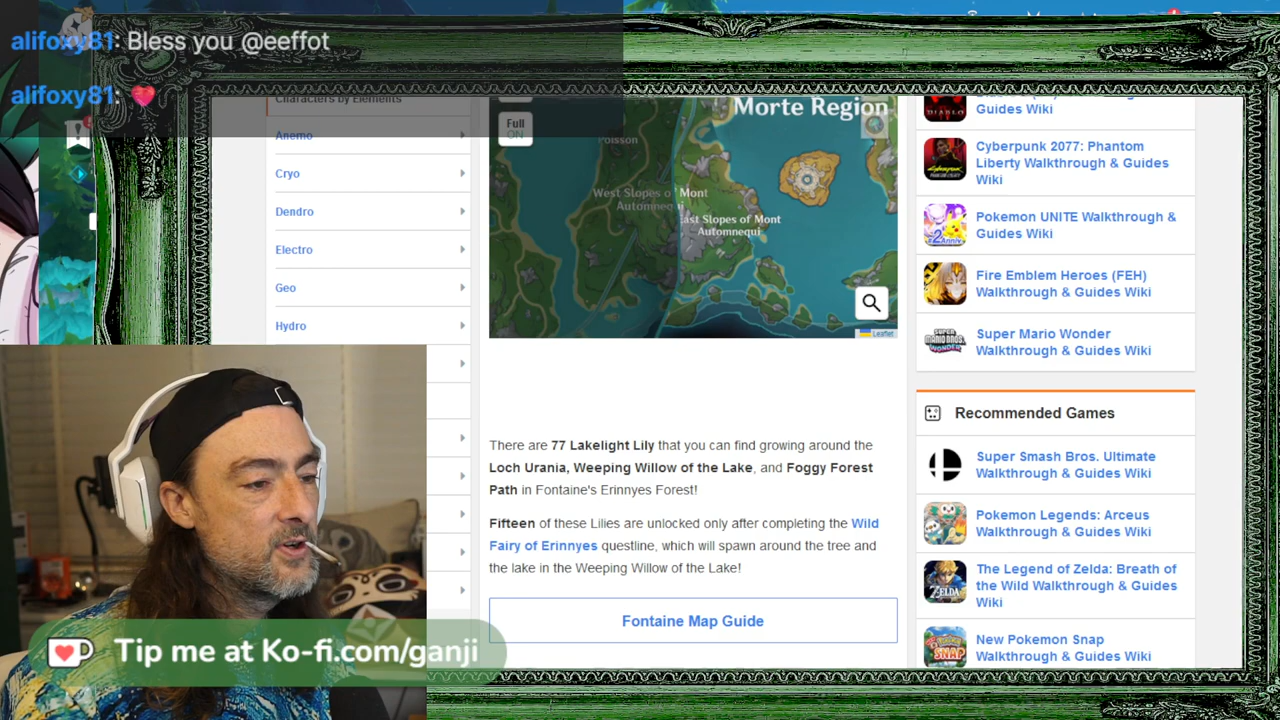 alifoxy81: Bless you @eeffot
alifoxy81:
Characters by Elements
Anemo
Cryo
Dendro
Electro
Geo
Hydro
Full
ON
Morte Region
Poisson
West Slopes of Mont
Automnequi
East Slopes of Mont
Automnequi
Leaflet
There are 77 Lakelight Lily that you can find growing around the
Loch Urania, Weeping Willow of the Lake, and Foggy Forest
Path in Fontaine's Erinnyes Forest!
Fifteen of these Lilies are unlocked only after completing the Wild
Fairy of Erinnyes questline, which will spawn around the tree and
the lake in the Weeping Willow of the Lake!
Fontaine Map Guide
Guides Wiki
Cyberpunk 2077: Phantom
Liberty Walkthrough & Guides
Wiki
Pokemon UNITE Walkthrough &
Guides Wiki
Fire Emblem Heroes (FEH)
Walkthrough & Guides Wiki
Super Mario Wonder
Walkthrough & Guides Wiki
Recommended Games
Super Smash Bros. Ultimate
Walkthrough & Guides Wiki
Pokemon Legends: Arceus
Walkthrough & Guides Wiki
The Legend of Zelda: Breath of
the Wild Walkthrough & Guides
Wiki
New Pokemon Snap
Walkthrough & Guides Wiki
Tip me at Ko-fi.com/ganji